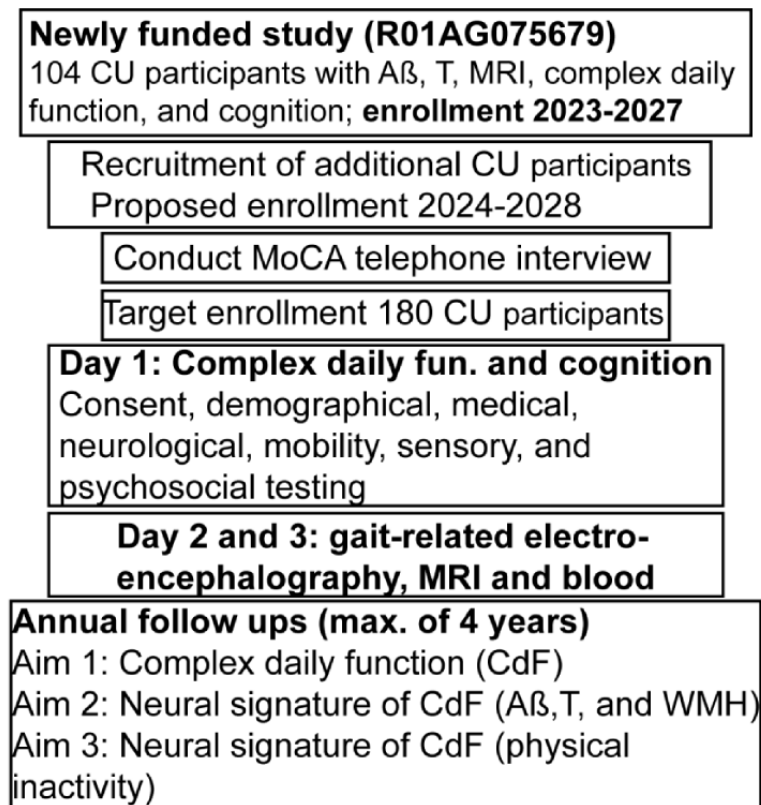 Newly funded study (R01AG075679)
104 CU participants with Aß, T, MRI, complex daily
function, and cognition; enrollment 2023-2027
Recruitment of additional CU participants
Proposed enrollment 2024-2028
Conduct MoCA telephone interview
Target enrollment 180 CU participants
Day 1: Complex daily fun. and cognition
Consent, demographical, medical,
neurological, mobility, sensory, and
psychosocial testing
Day 2 and 3: gait-related electro-
encephalography, MRI and blood
Annual follow ups (max. of 4 years)
Aim 1: Complex daily function (CdF)
Aim 2: Neural signature of CdF (Aß,T, and WMH)
Aim 3: Neural signature of CdF (physical
inactivity)